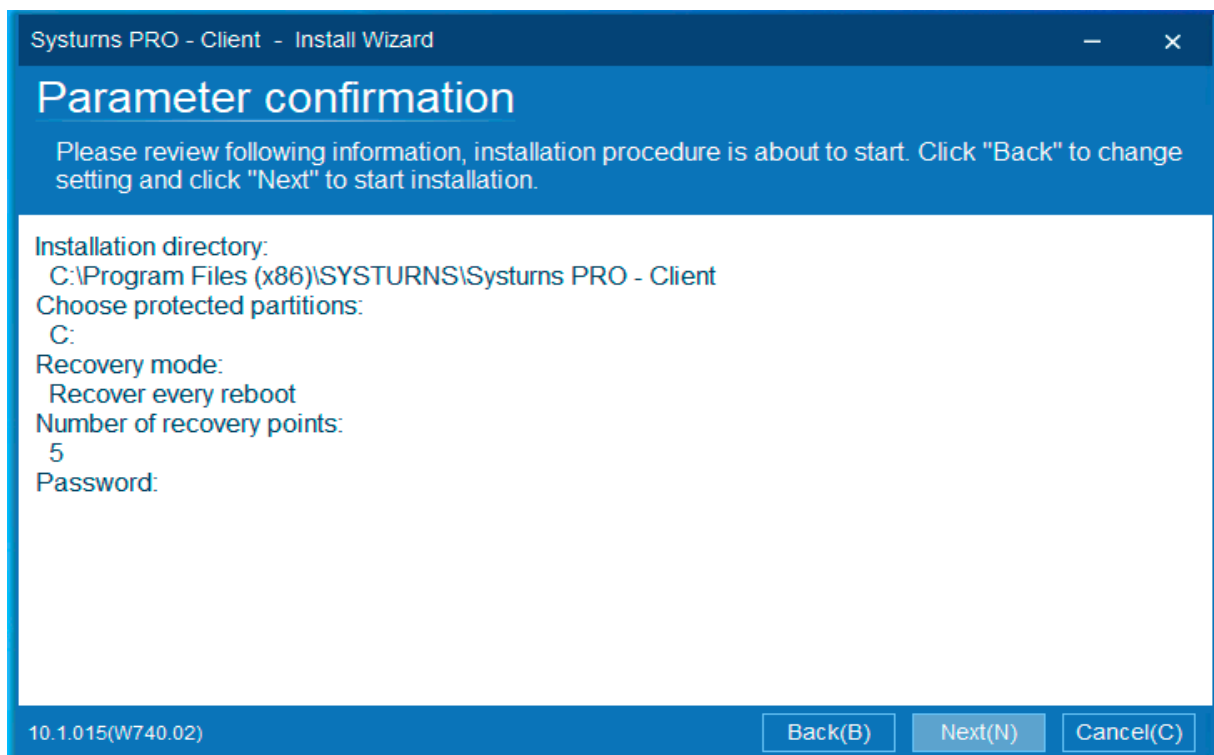 Systurns PRO - Client - Install Wizard
Parameter confirmation
Please review following information, installation procedure is about to start. Click "Back" to change
setting and click "Next" to start installation.
Installation directory:
C:\Program Files (x86)\SYSTURNS\Systurns PRO - Client
Choose protected partitions:
C:
Recovery mode:
Recover every reboot
Number of recovery points:
5
Password:
10.1.015(W740.02)
Back(B)
Next(N)
Cancel(C)